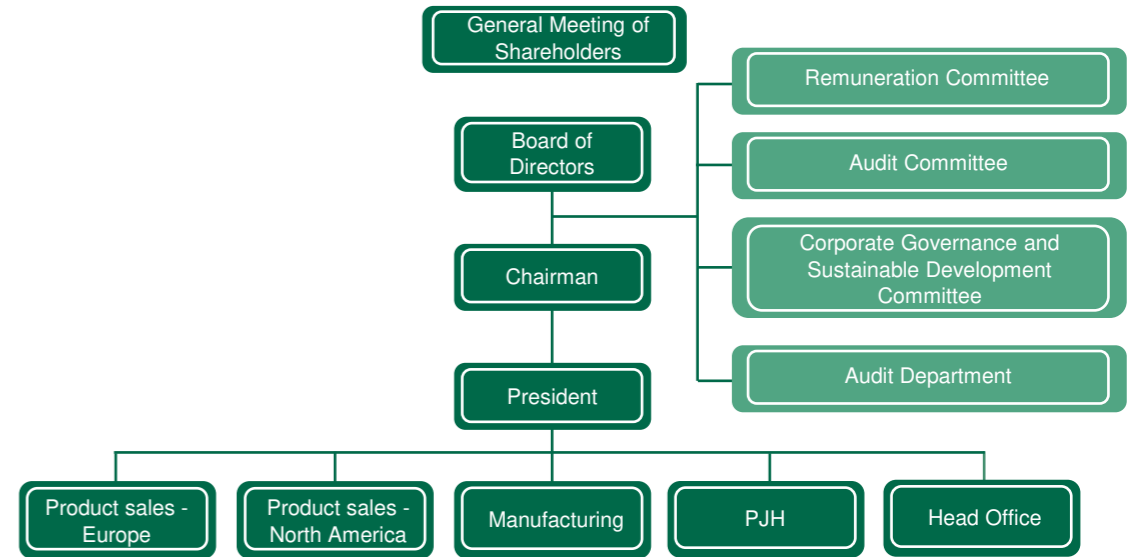 General Meeting of
Shareholders
Remuneration Committee
Board of
Directors
Audit Committee
Chairman
Corporate Governance and
Sustainable Development
Committee
President
Audit Department
Product sales -
Europe
Product sales -
North America
Manufacturing
PJH
Head Office